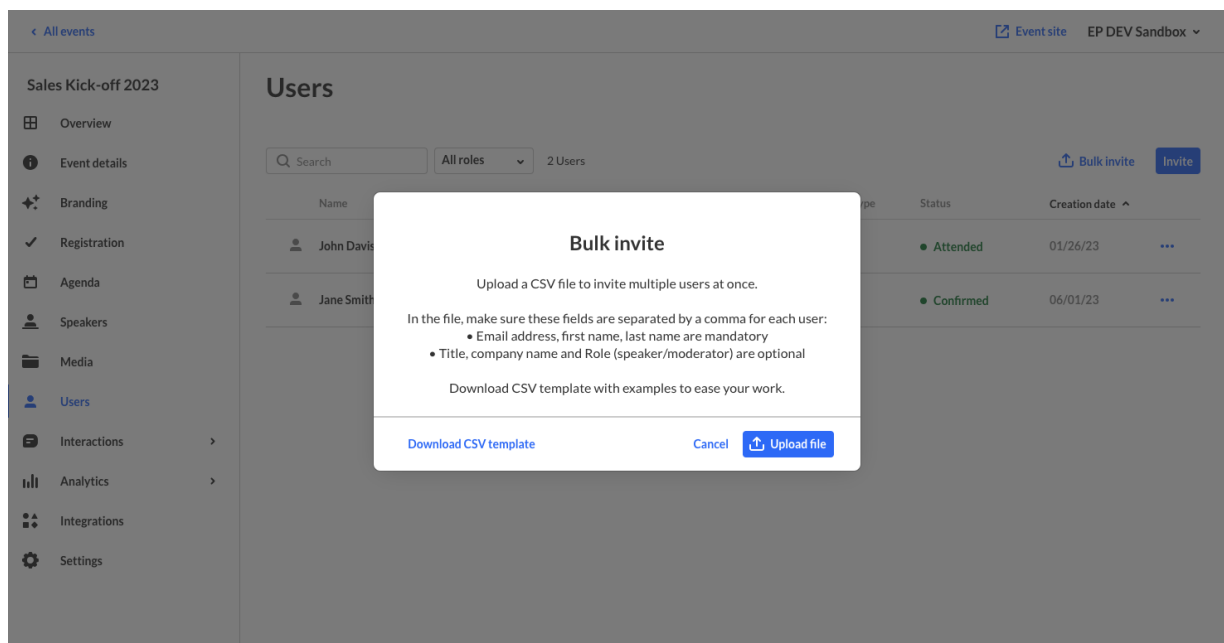 All events
Event site
EP DEV Sandbox
Sales Kick-off 2023
Overview
Event details
Branding
Registration
Agenda
Speakers
Media
Users
Interactions
Analytics
Integrations
Settings
Users
Search
All roles
2 Users
Bulk invite
Invite
Name
Status
Creation date
John Davis
Attended
01/26/23
Jane Smith
Confirmed
06/01/23
Bulk invite
Upload a CSV file to invite multiple users at once.
In the file, make sure these fields are separated by a comma for each user:
• Email address, first name, last name are mandatory
• Title, company name and Role (speaker/moderator) are optional
Download CSV template with examples to ease your work.
Download CSV template
Cancel
Upload file